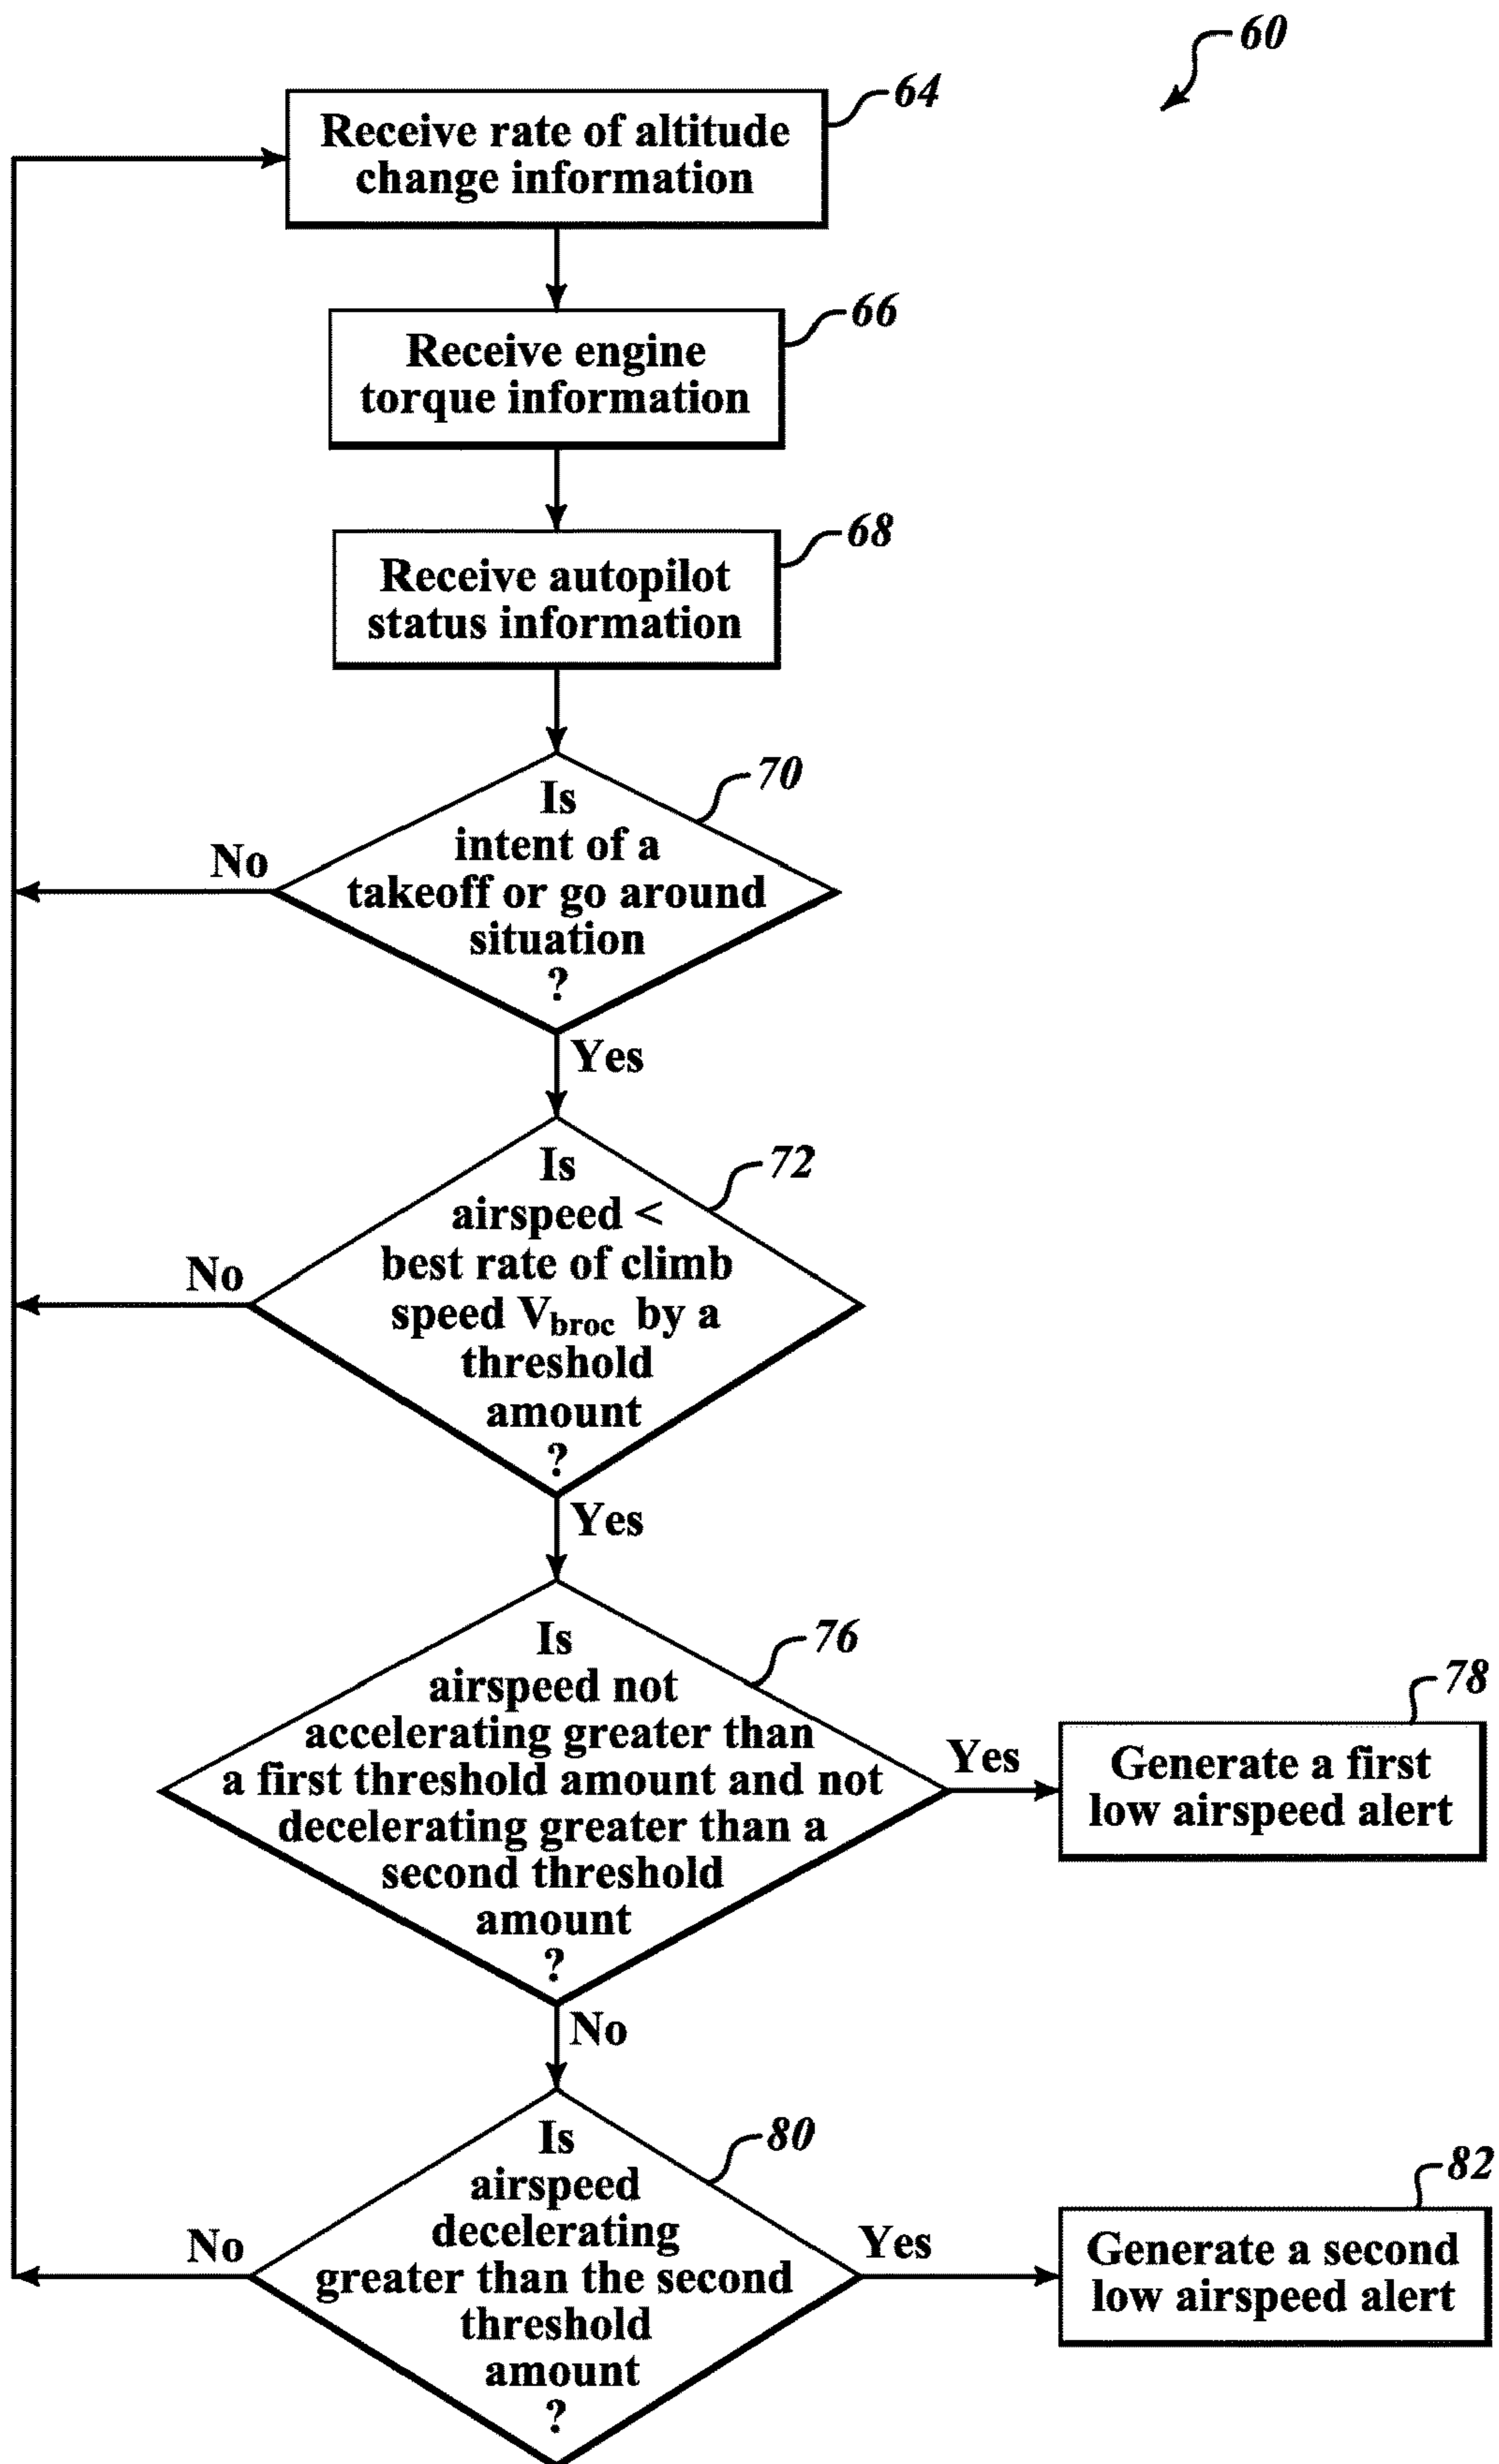 60
64
Receive rate of altitude
change information
66
Receive engine
torque information
68
Receive autopilot
status information
70
Is
intent of a
takeoff or go around
situation
?
No
Yes
72
Is
airspeed <
best rate of climb
speed Vbroc by a
threshold
amount
?
No
Yes
76
Is
airspeed not
accelerating greater than
a first threshold amount and not
decelerating greater than a
second threshold
amount
?
Yes
78
Generate a first
low airspeed alert
No
80
Is
airspeed
decelerating
greater than the second
threshold
amount
?
No
Yes
82
Generate a second
low airspeed alert